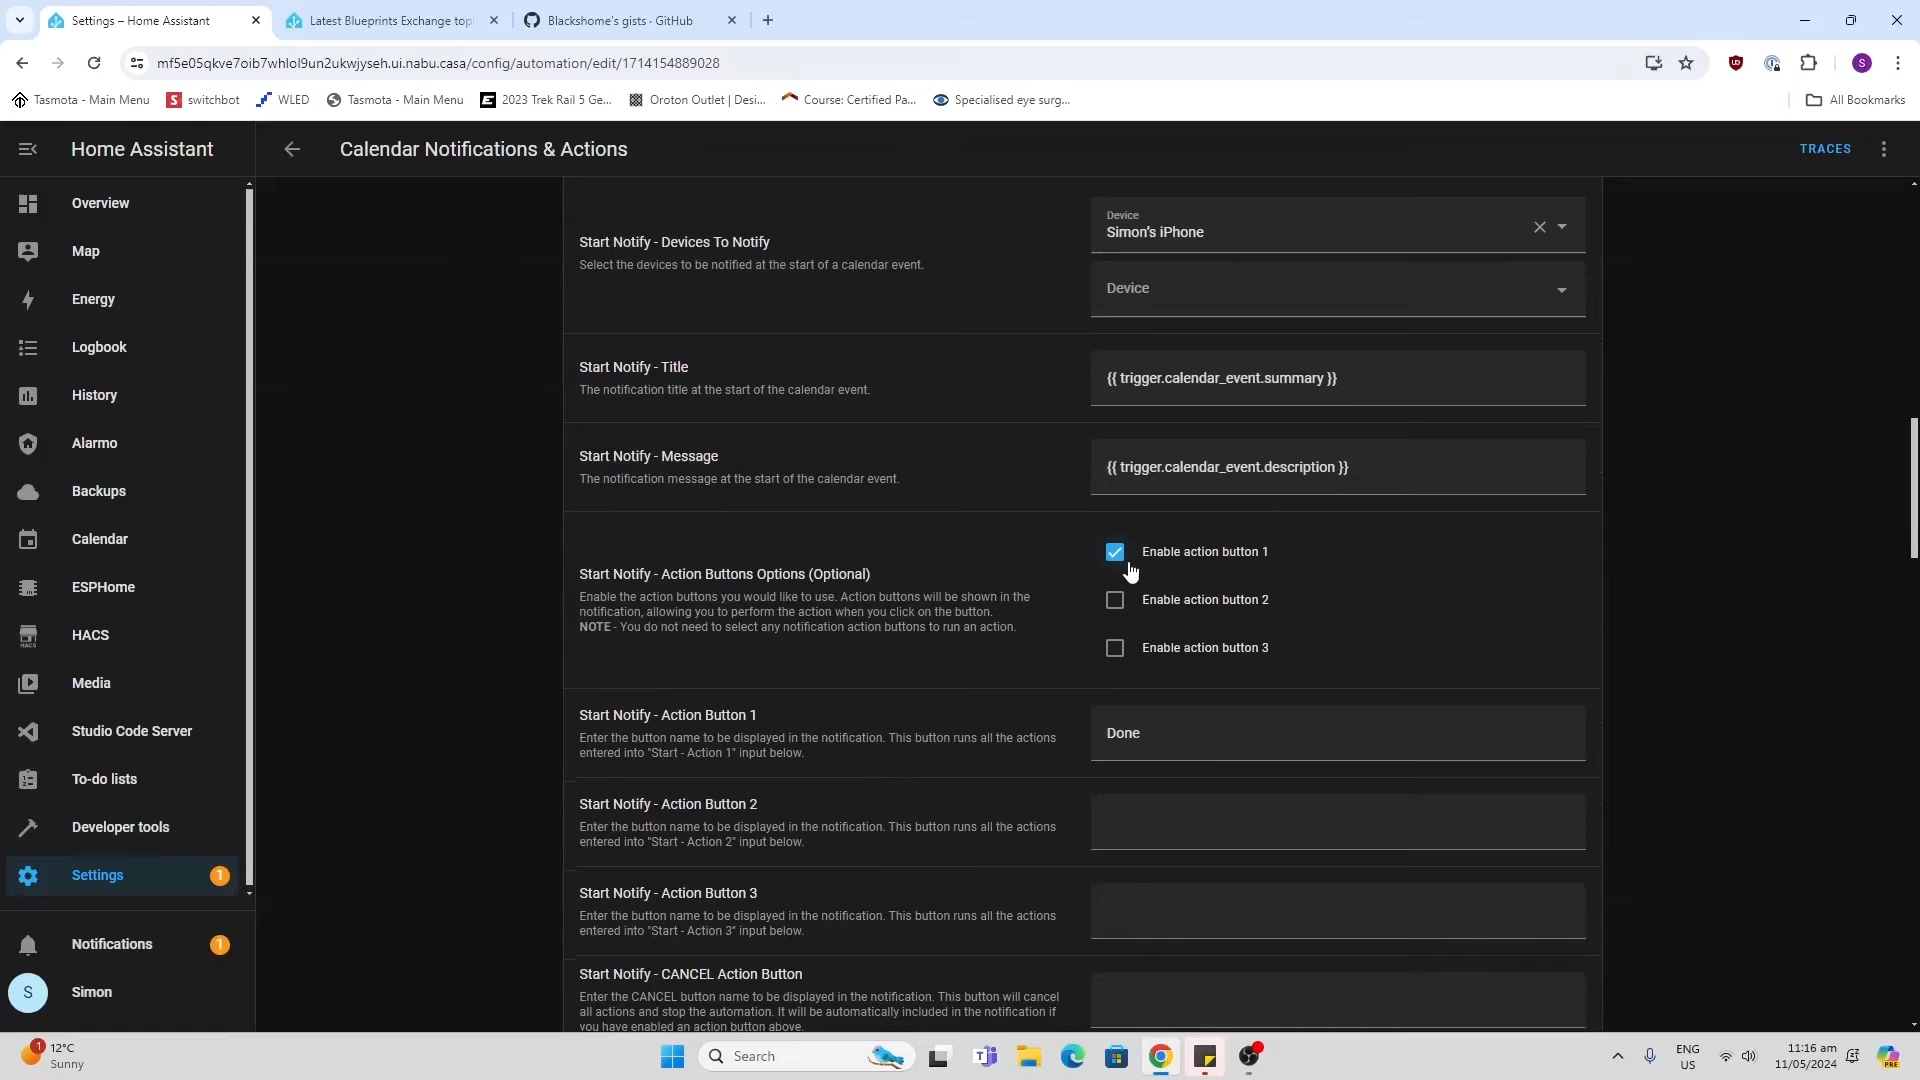 Settings – Home Assistant
Latest Blueprints Exchange top
Blackshome's gists · GitHub
mf5e05qkve7oib7whlol9un2ukwjyseh.ui.nabu.casa/config/automation/edit/1714154889028
S
Tasmota - Main Menu
switchbot
WLED
Tasmota - Main Menu
2023 Trek Rail 5 Ge...
Oroton Outlet | Desi...
Course: Certified Pa...
Specialised eye surg...
All Bookmarks
Home Assistant
Calendar Notifications & Actions
TRACES
Overview
Map
Energy
Logbook
History
Alarmo
Backups
Calendar
ESPHome
HACS
Media
Studio Code Server
To-do lists
Developer tools
Settings
1
Notifications
1
S
Simon
Start Notify - Devices To Notify
Select the devices to be notified at the start of a calendar event.
Device
Simon's iPhone
Device
Start Notify - Title
The notification title at the start of the calendar event.
{{ trigger.calendar_event.summary }}
Start Notify - Message
The notification message at the start of the calendar event.
{{ trigger.calendar_event.description }}
Start Notify - Action Buttons Options (Optional)
Enable the action buttons you would like to use. Action buttons will be shown in the
notification, allowing you to perform the action when you click on the button.
NOTE - You do not need to select any notification action buttons to run an action.
Enable action button 1
Enable action button 2
Enable action button 3
Start Notify - Action Button 1
Enter the button name to be displayed in the notification. This button runs all the actions
entered into "Start - Action 1" input below.
Done
Start Notify - Action Button 2
Enter the button name to be displayed in the notification. This button runs all the actions
entered into "Start - Action 2" input below.
Start Notify - Action Button 3
Enter the button name to be displayed in the notification. This button runs all the actions
entered into "Start - Action 3" input below.
Start Notify - CANCEL Action Button
Enter the CANCEL button name to be displayed in the notification. This button will cancel
all actions and stop the automation. It will be automatically included in the notification if
you have enabled an action button above.
1
12°C
Sunny
Search
ENG
US
11:16 am
11/05/2024
PRE